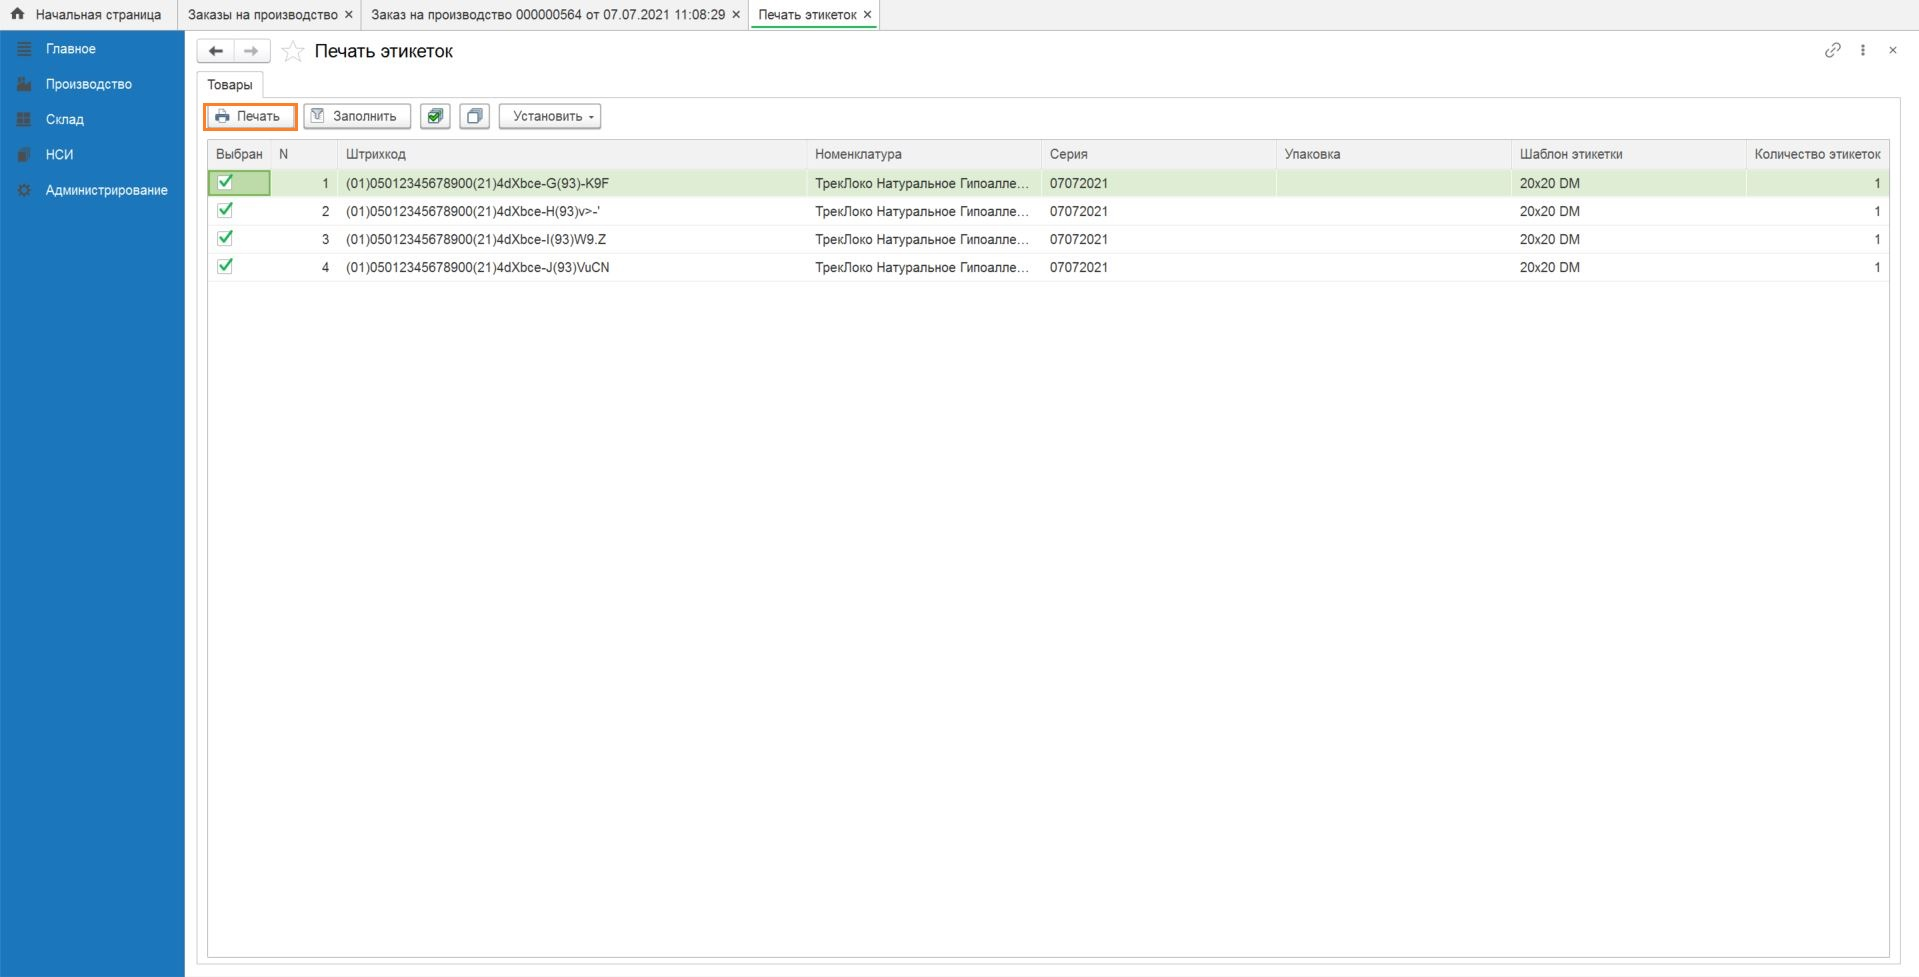 Начальная страница Заказы на производство × Заказ на производство 000000564 от 07.07.2021 11:08:29 × Печать этикеток ×
Главное
Производство
Склад
НСИ
Администрирование
Печать этикеток
Товары
Печать Заполнить Установить
Выбран N Штрихкод Номенклатура Серия Упаковка Шаблон этикетки Количество этикеток
1 (01)05012345678900(21)4dXbce-G(93)-K9F ТрекЛоко Натуральное Гипоалле... 07072021 20x20 DM 1
2 (01)05012345678900(21)4dXbce-H(93)v>-' ТрекЛоко Натуральное Гипоалле... 07072021 20x20 DM 1
3 (01)05012345678900(21)4dXbce-I(93)W9.Z ТрекЛоко Натуральное Гипоалле... 07072021 20x20 DM 1
4 (01)05012345678900(21)4dXbce-J(93)VuCN ТрекЛоко Натуральное Гипоалле... 07072021 20x20 DM 1